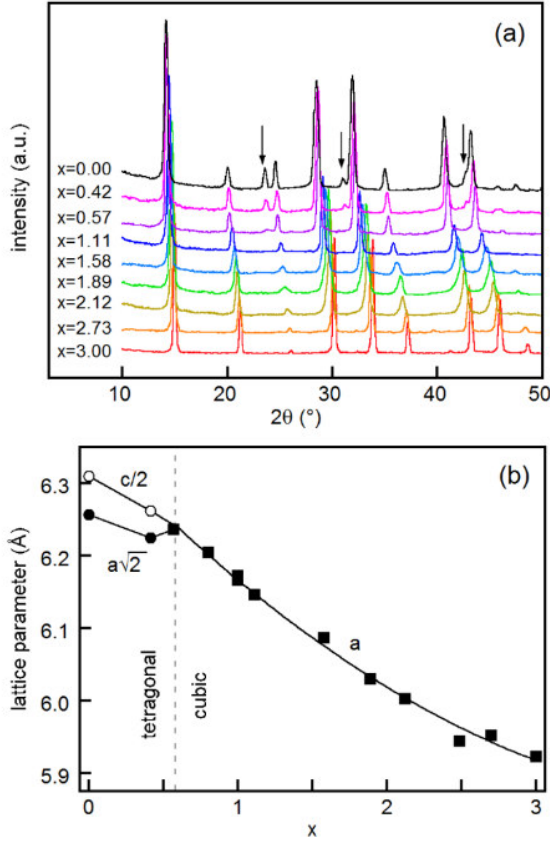 (a)
intensity (a.u.)
x=0.00
x=0.42
x=0.57
x=1.11
x=1.58
x=1.89
x=2.12
x=2.73
x=3.00
10 20 30 40 50
2θ (°)
(b)
lattice parameter (Å)
6.3
6.2
6.1
6.0
5.9
c/2
a√2
a
tetragonal
cubic
0 1 2 3
x